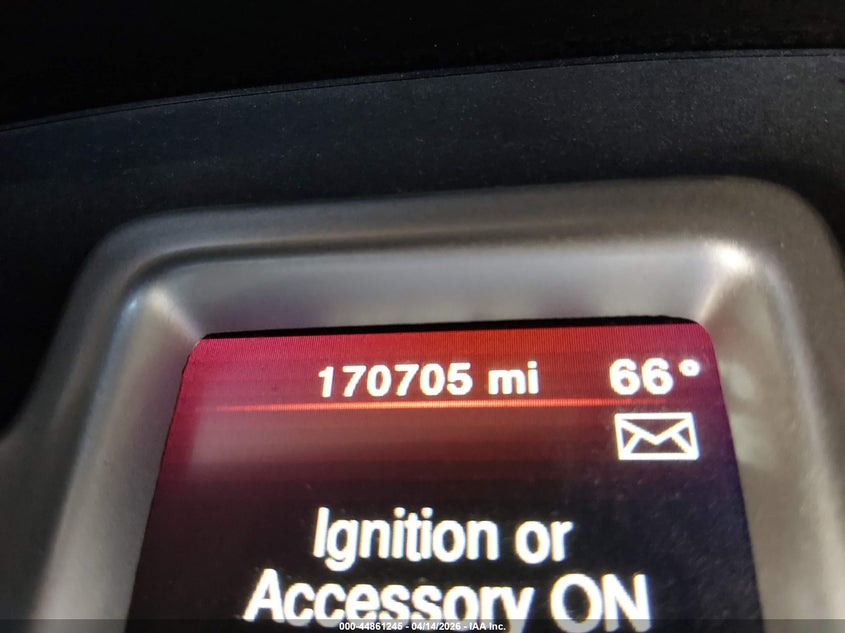 170705 mi 66°
Ignition or
Accessory ON
000-44861245 - 04/14/2026 - IAA Inc.